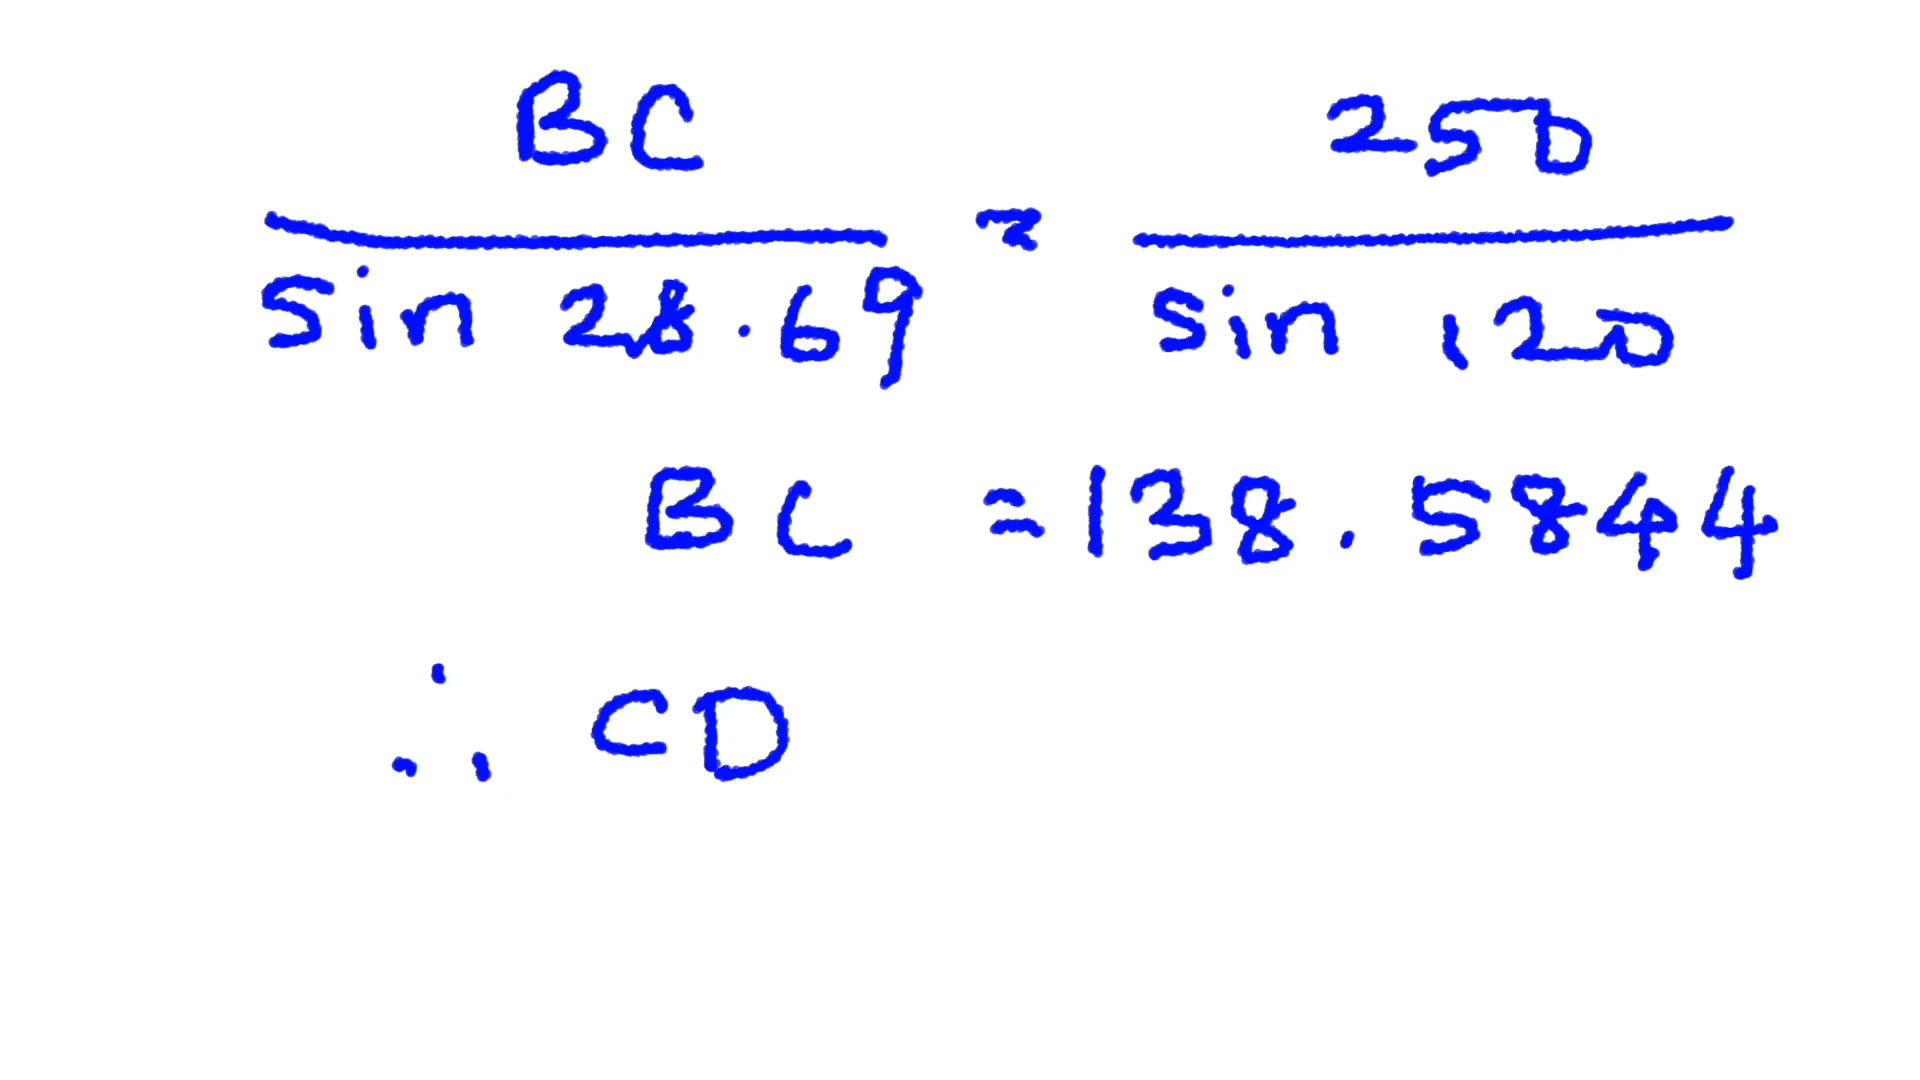 BC = 250
sin 28.69 sin 120
BC = 138.5844
∴ CD